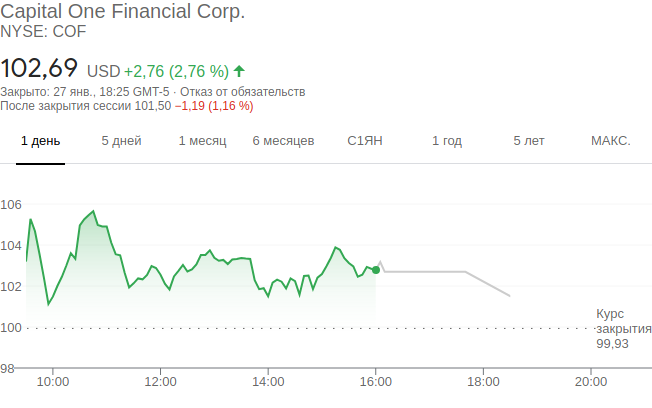 Capital One Financial Corp.
NYSE: COF
102,69 USD +2,76 (2,76 %)
Закрыто: 27 янв., 18:25 GMT-5 · Отказ от обязательств
После закрытия сессии 101,50 −1,19 (1,16 %)
1 день 5 дней 1 месяц 6 месяцев С1ЯН 1 год 5 лет МАКС.
106
104
102
100
98
Курс
закрытия
99,93
10:00 12:00 14:00 16:00 18:00 20:00